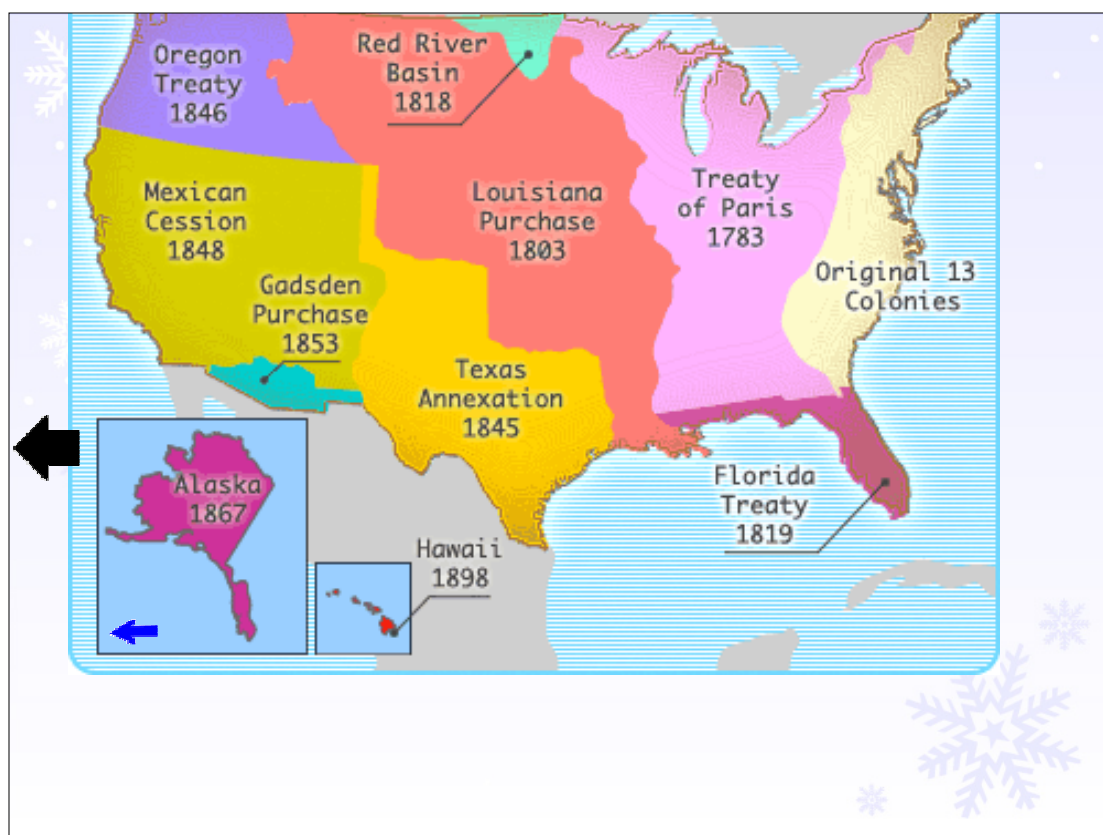 Oregon
Treaty
1846
Red River
Basin
1818
Mexican
Cession
1848
Louisiana
Purchase
1803
Treaty
of Paris
1783
Original 13
Colonies
Gadsden
Purchase
1853
Texas
Annexation
1845
Florida
Treaty
1819
Alaska
1867
Hawaii
1898